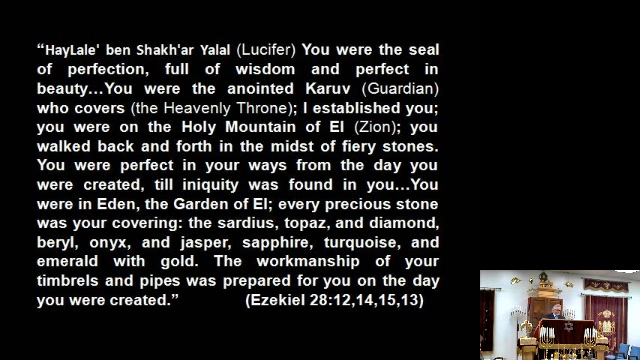 “HayLale' ben Shakh'ar Yalal (Lucifer) You were the seal
of perfection, full of wisdom and perfect in
beauty…You were the anointed Karuv (Guardian)
who covers (the Heavenly Throne); I established you;
you were on the Holy Mountain of El (Zion); you
walked back and forth in the midst of fiery stones.
You were perfect in your ways from the day you
were created, till iniquity was found in you…You
were in Eden, the Garden of El; every precious stone
was your covering: the sardius, topaz, and diamond,
beryl, onyx, and jasper, sapphire, turquoise, and
emerald with gold. The workmanship of your
timbrels and pipes was prepared for you on the day
you were created.” (Ezekiel 28:12,14,15,13)